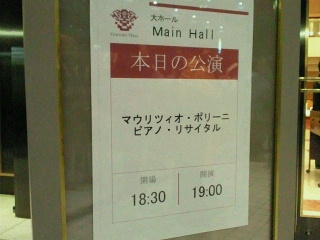 大ホール
Main Hall
本日の公演
マウリツィオ・ポリーニ
ピアノ・リサイタル
開場
開演
18:30
19:00